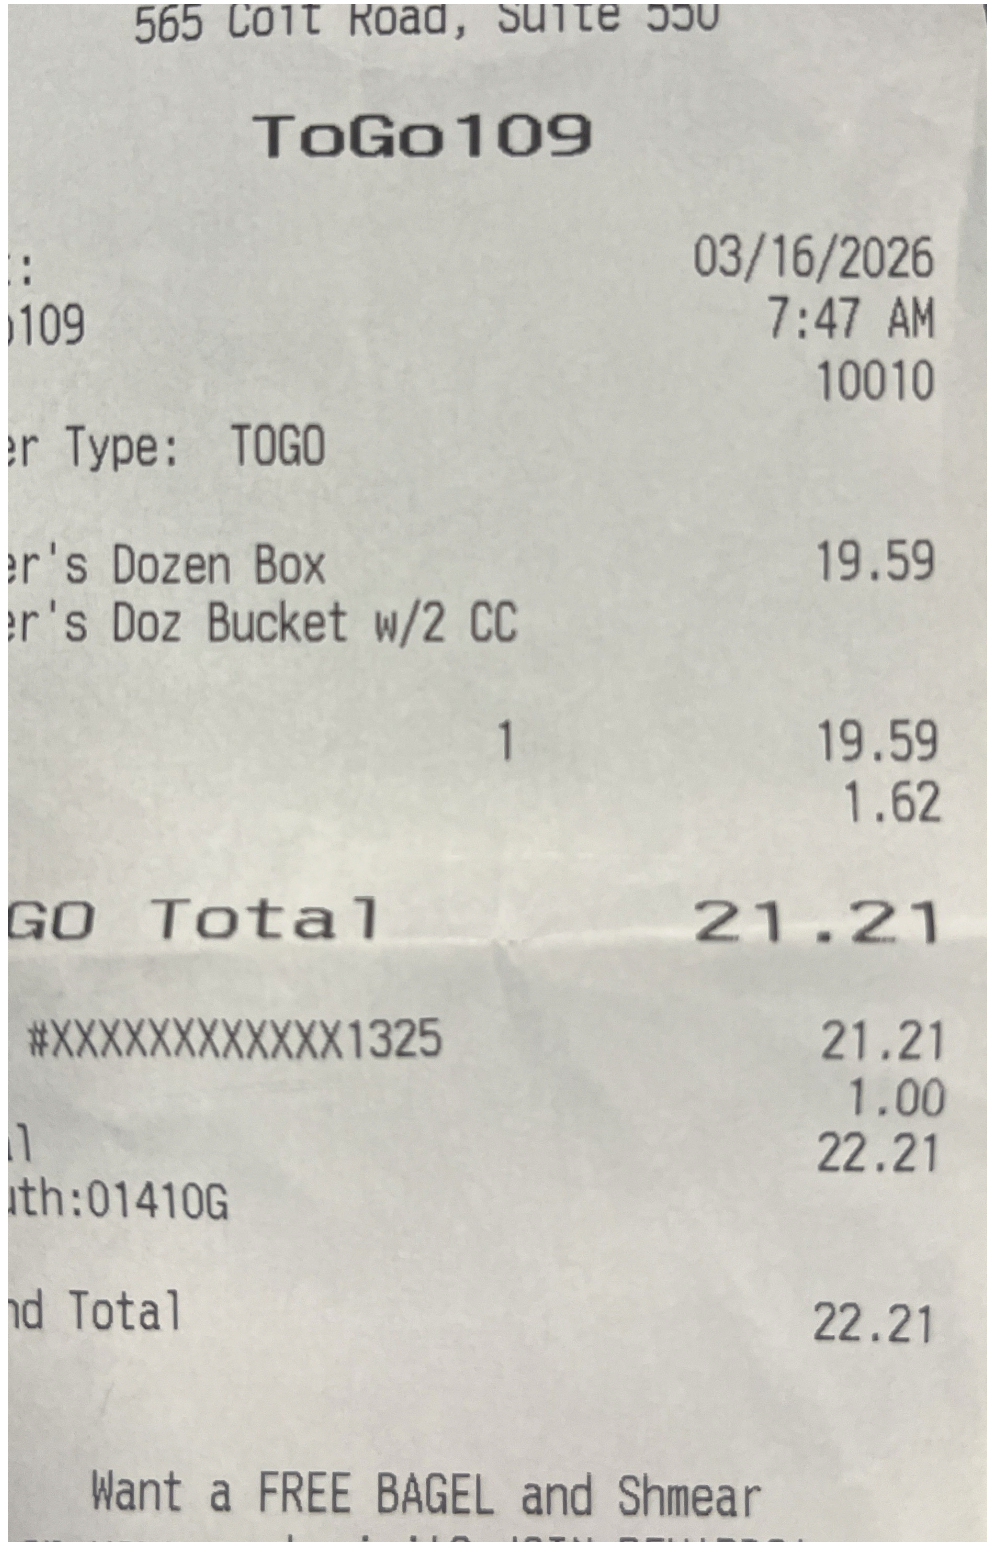 565 Coit Road, Suite 550
ToGo109
: 03/16/2026
109 7:47 AM
10010
er Type: TOGO
er's Dozen Box 19.59
er's Doz Bucket w/2 CC
1 19.59
1.62
GO Total 21.21
#XXXXXXXXXXXX1325 21.21
1.00
al 22.21
uth:01410G
nd Total 22.21
Want a FREE BAGEL and Shmear